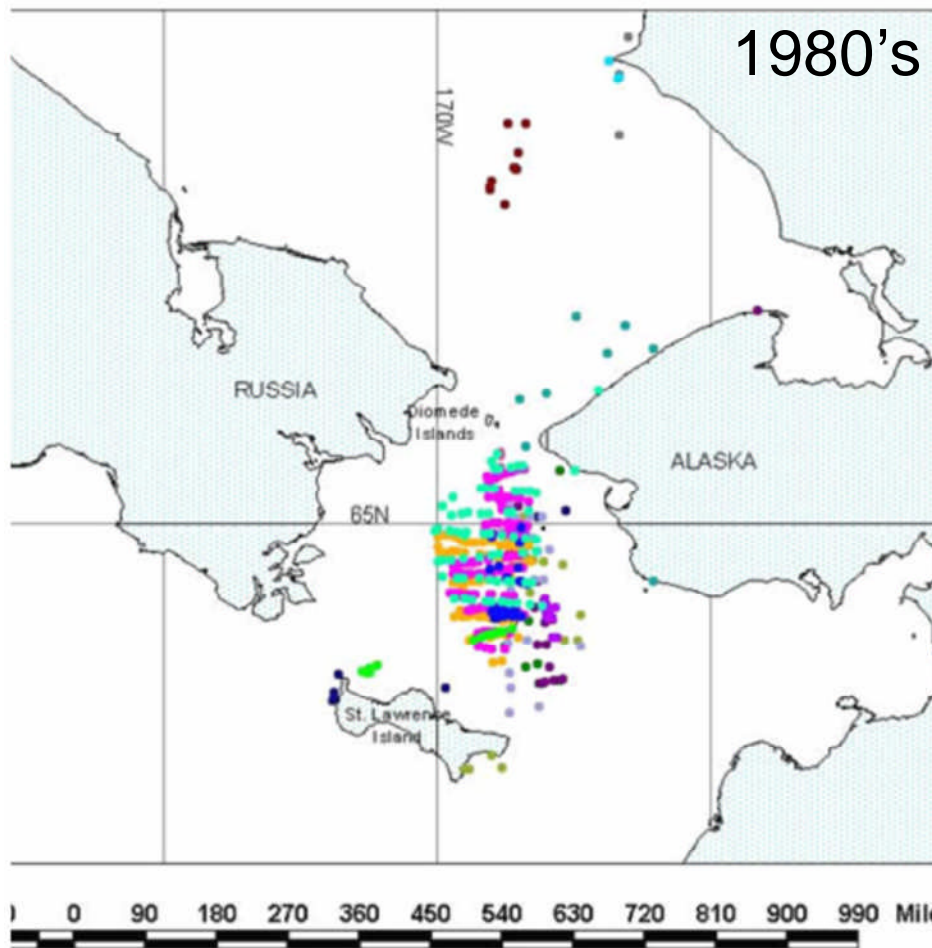 1980's
170W
RUSSIA
Diomede
Islands
ALASKA
65N
St. Lawrence
Island
0 90 180 270 360 450 540 630 720 810 900 990 Mile